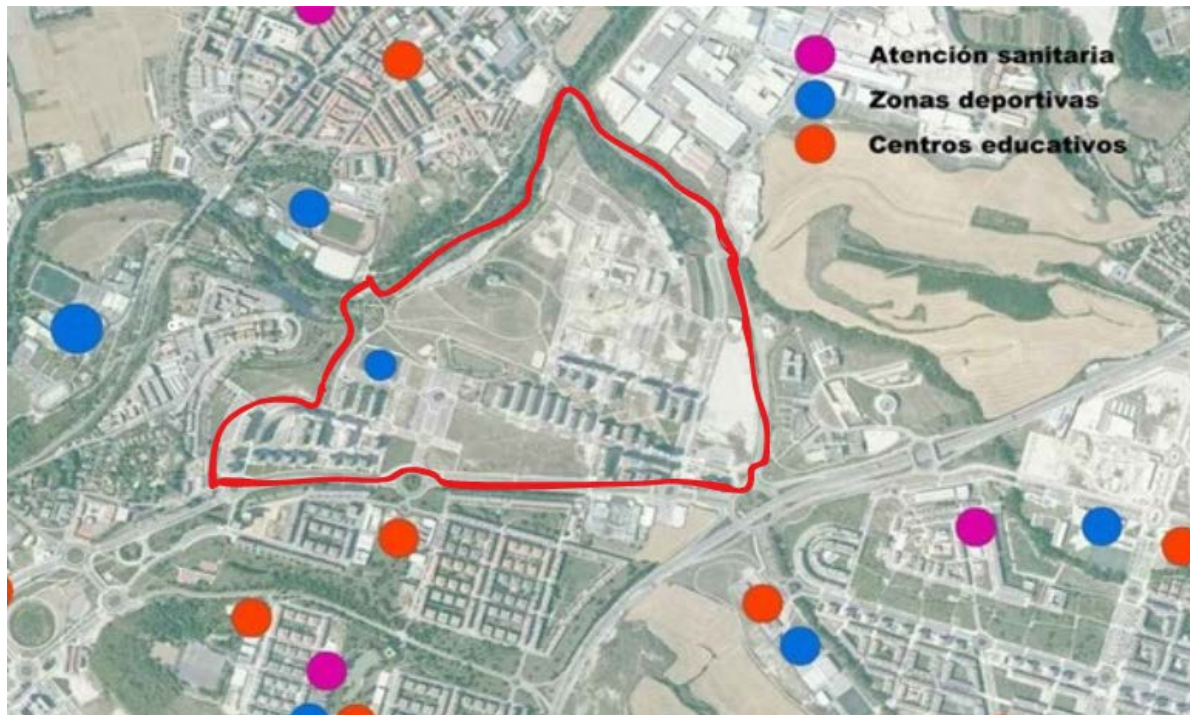 Atención sanitaria
Zonas deportivas
Centros educativos